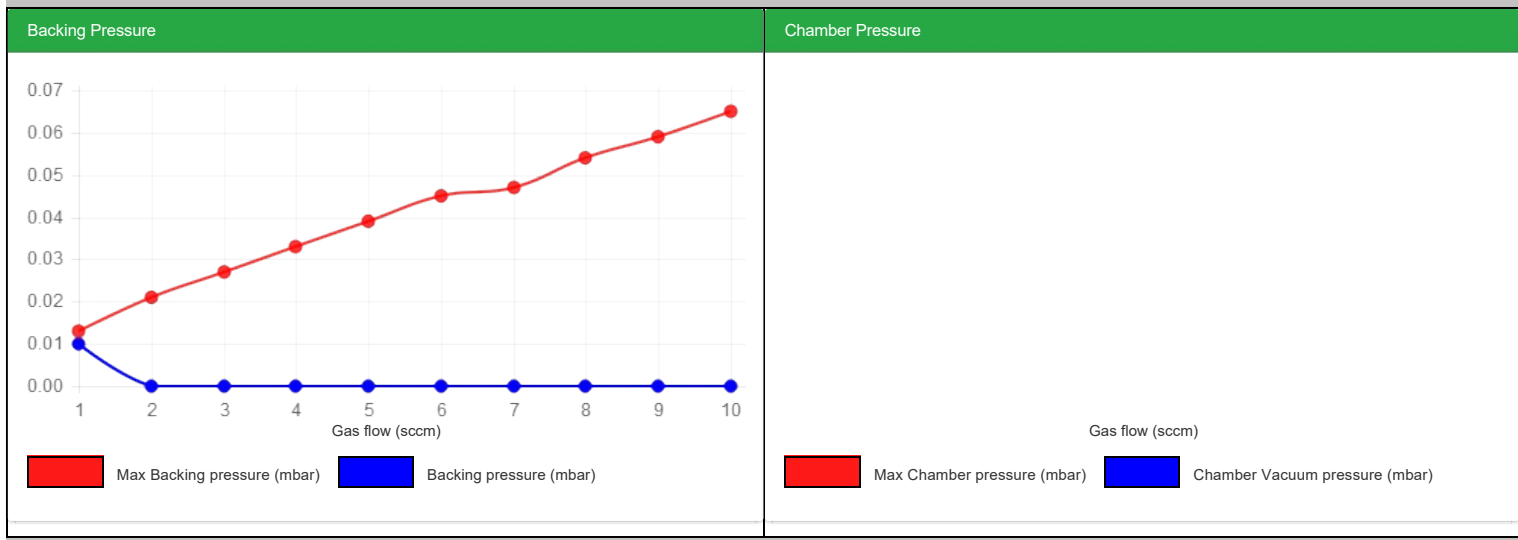 Backing Pressure
0.07
0.06
0.05
0.04
0.03
0.02
0.01
0.00
1 2 3 4 5 6 7 8 9 10
Gas flow (sccm)
Max Backing pressure (mbar) Backing pressure (mbar)
Chamber Pressure
Gas flow (sccm)
Max Chamber pressure (mbar) Chamber Vacuum pressure (mbar)